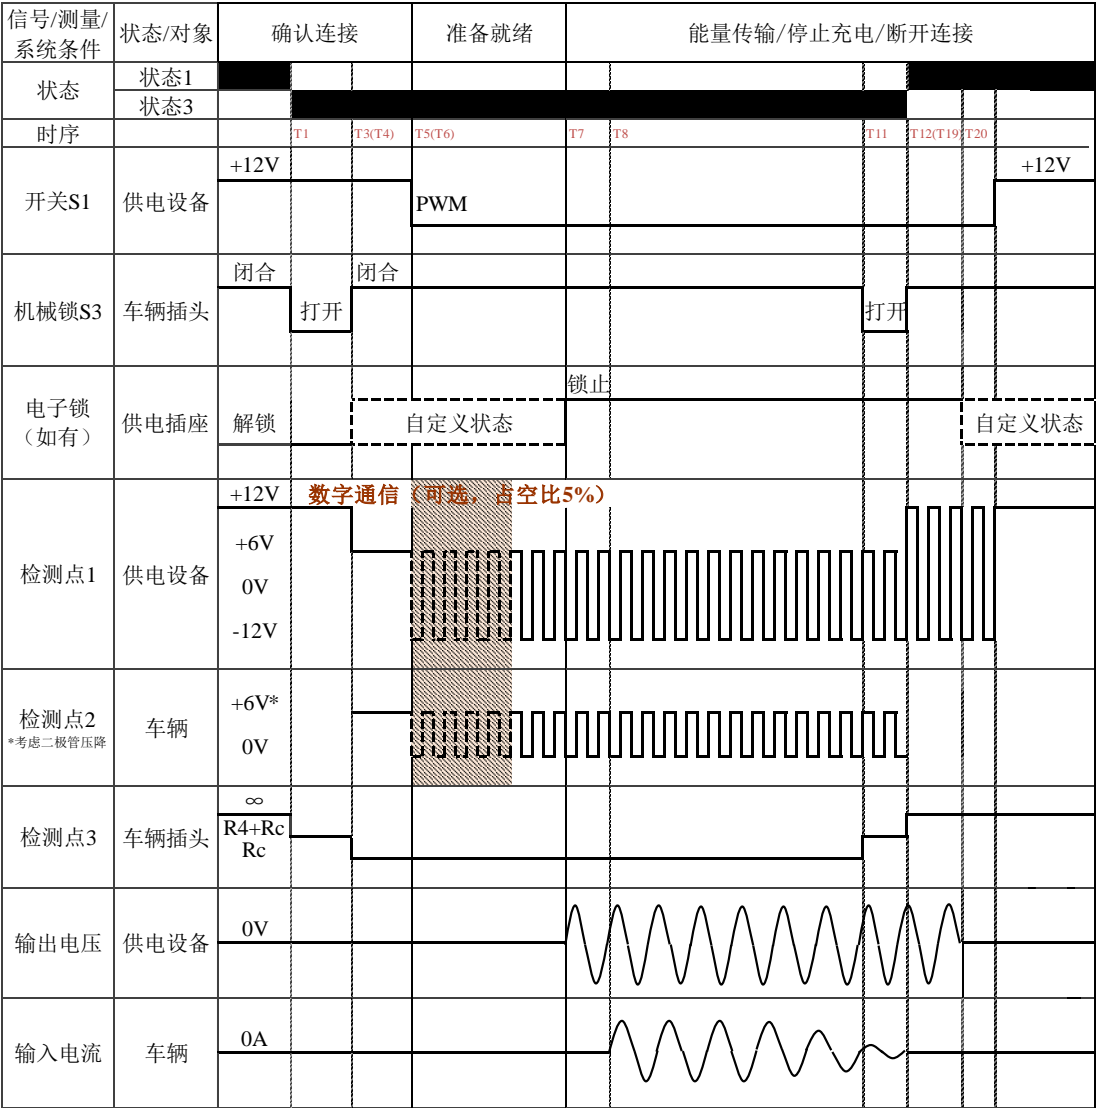 信号/测量/
系统条件
状态/对象
确认连接
准备就绪
能量传输/停止充电/断开连接
状态
状态1
状态3
时序
T1
T3(T4)
T5(T6)
T7
T8
T11
T12(T19)
T20
开关S1
供电设备
+12V
PWM
+12V
机械锁S3
车辆插头
闭合
打开
闭合
打开
电子锁
（如有）
供电插座
解锁
自定义状态
锁止
自定义状态
检测点1
供电设备
+12V
+6V
0V
-12V
数字通信（可选，占空比5%）
检测点2
*考虑二极管压降
车辆
+6V*
0V
检测点3
车辆插头
∞
R4+Rc
Rc
输出电压
供电设备
0V
输入电流
车辆
0A